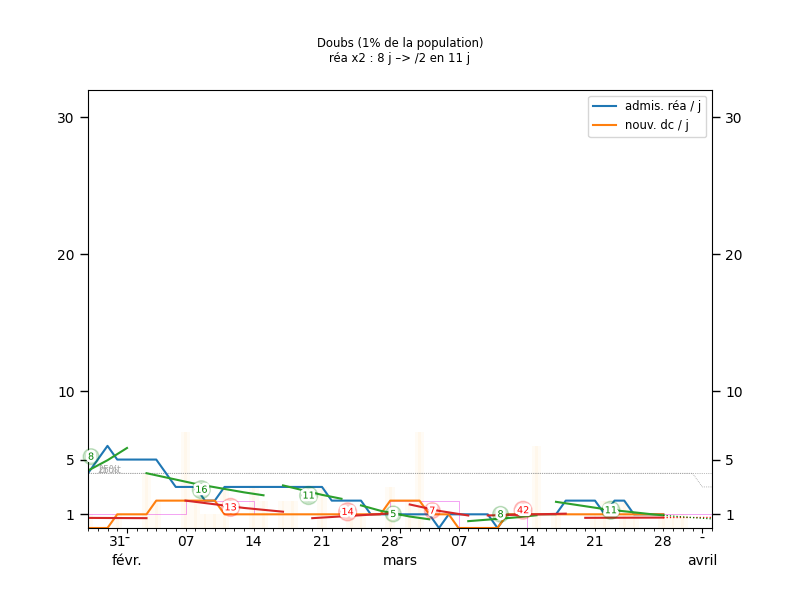 Doubs (1% de la population)
réa x2 : 8 j –> /2 en 11 j
admis. réa / j
nouv. dc / j
30 30
20 20
10 10
5 5
1 1
8 16 13 11 14 5 7 8 42 11
31- 07 14 21 28- 07 14 21 28 -
févr. mars avril